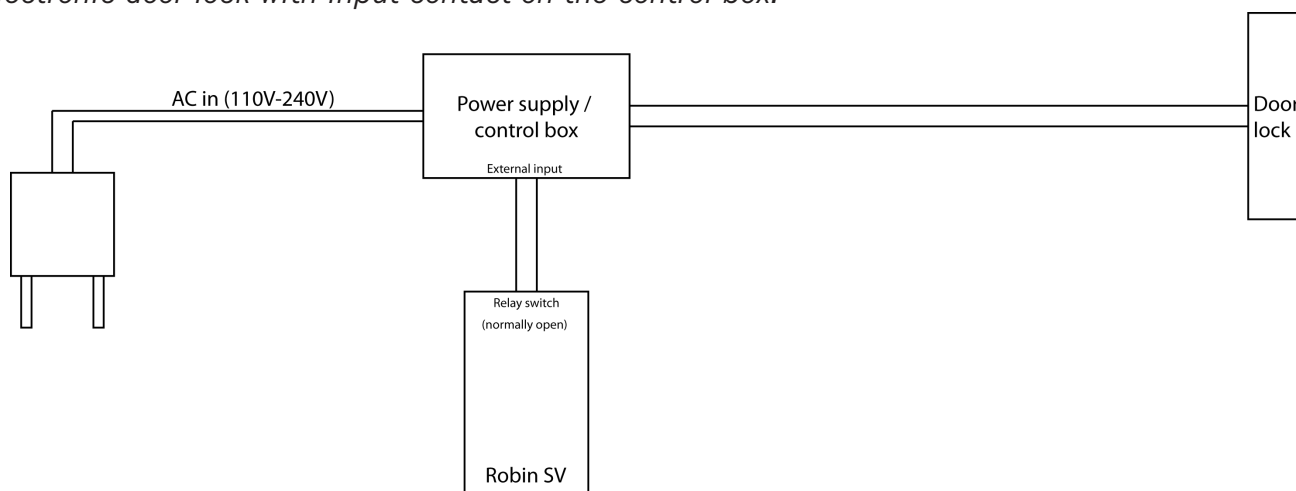 ectronic door lock with input contact on the control box.
AC in (110V-240V)
Power supply /
control box
External input
Door
lock
Relay switch
(normally open)
Robin SV